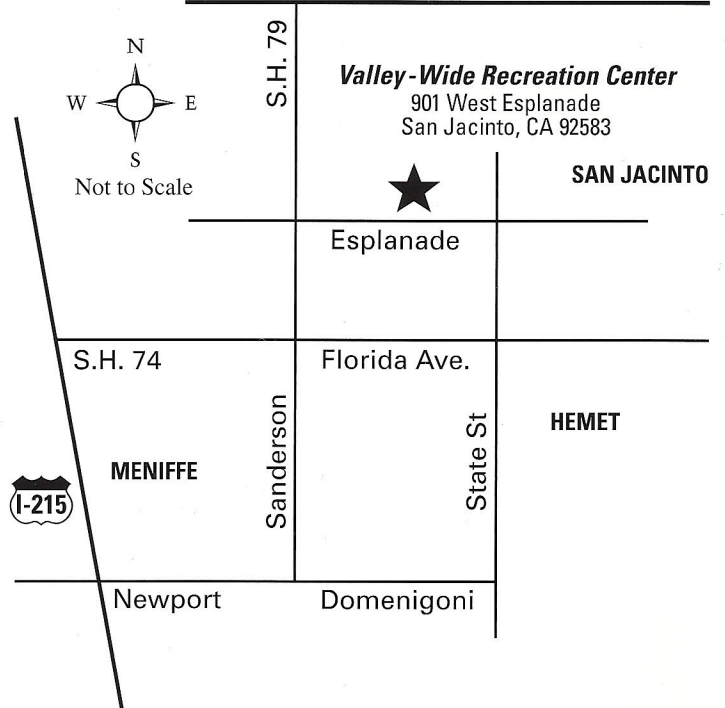 N
W E
S
Not to Scale
S.H. 79
Valley-Wide Recreation Center
901 West Esplanade
San Jacinto, CA 92583
SAN JACINTO
Esplanade
S.H. 74
Florida Ave.
Sanderson
State St
HEMET
MENIFFE
I-215
Newport
Domenigoni